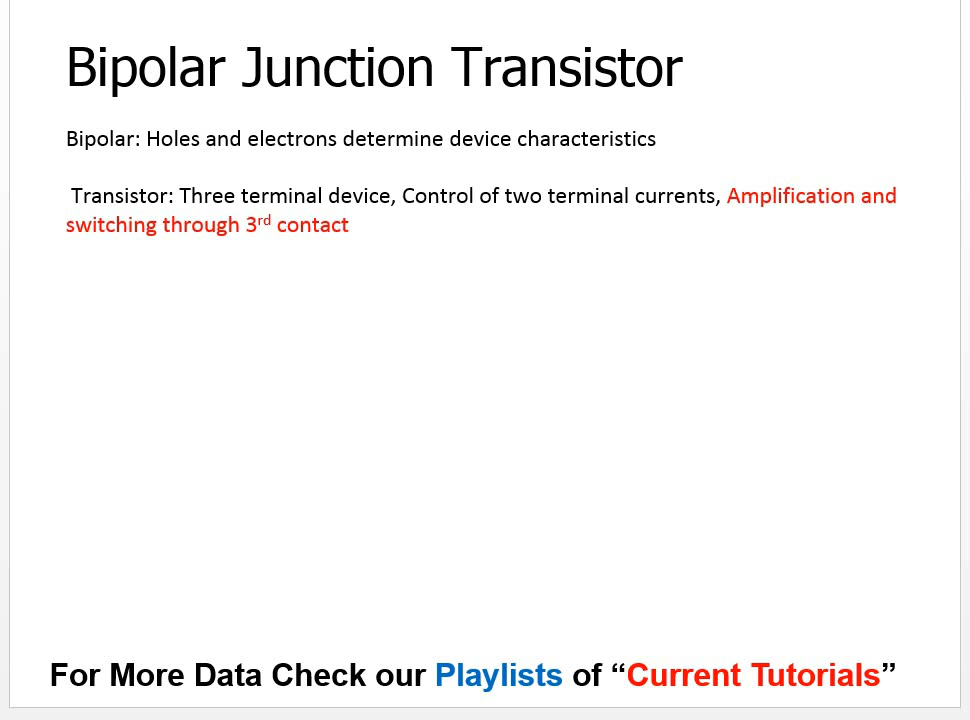 Bipolar Junction Transistor
Bipolar: Holes and electrons determine device characteristics
Transistor: Three terminal device, Control of two terminal currents, Amplification and
switching through 3rd contact
For More Data Check our Playlists of “Current Tutorials”